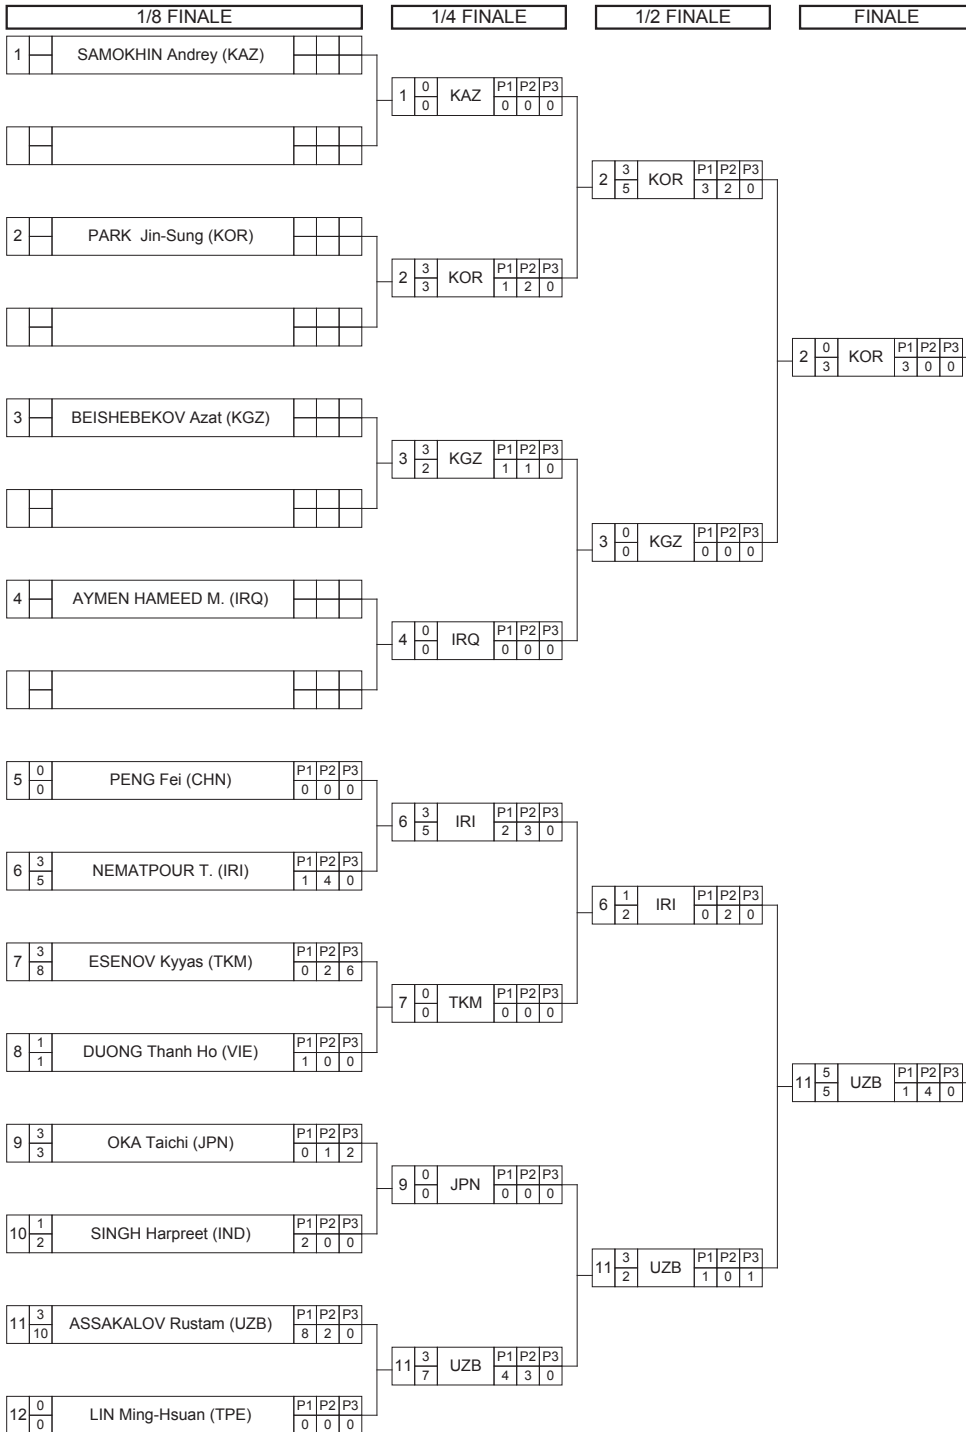 1/8 FINALE 1/4 FINALE 1/2 FINALE FINALE
1 SAMOKHIN Andrey (KAZ)
1 0 KAZ P1 P2 P3
0 0 0 0
2 3 KOR P1 P2 P3
5 3 2 0
2 PARK Jin-Sung (KOR)
2 3 KOR P1 P2 P3
3 1 2 0
2 0 KOR P1 P2 P3
3 3 0 0
3 BEISHEBEKOV Azat (KGZ)
3 3 KGZ P1 P2 P3
2 1 1 0
3 0 KGZ P1 P2 P3
0 0 0 0
4 AYMEN HAMEED M. (IRQ)
4 0 IRQ P1 P2 P3
0 0 0 0
5 0 PENG Fei (CHN) P1 P2 P3
0 0 0 0
6 3 IRI P1 P2 P3
5 2 3 0
6 3 NEMATPOUR T. (IRI) P1 P2 P3
5 1 4 0
6 1 IRI P1 P2 P3
2 0 2 0
7 3 ESENOV Kyyas (TKM) P1 P2 P3
8 0 2 6
7 0 TKM P1 P2 P3
0 0 0 0
8 1 DUONG Thanh Ho (VIE) P1 P2 P3
1 1 0 0
11 5 UZB P1 P2 P3
5 1 4 0
9 3 OKA Taichi (JPN) P1 P2 P3
3 0 1 2
9 0 JPN P1 P2 P3
0 0 0 0
10 1 SINGH Harpreet (IND) P1 P2 P3
2 2 0 0
11 3 UZB P1 P2 P3
2 1 0 1
11 3 ASSAKALOV Rustam (UZB) P1 P2 P3
10 8 2 0
11 3 UZB P1 P2 P3
7 4 3 0
12 0 LIN Ming-Hsuan (TPE) P1 P2 P3
0 0 0 0